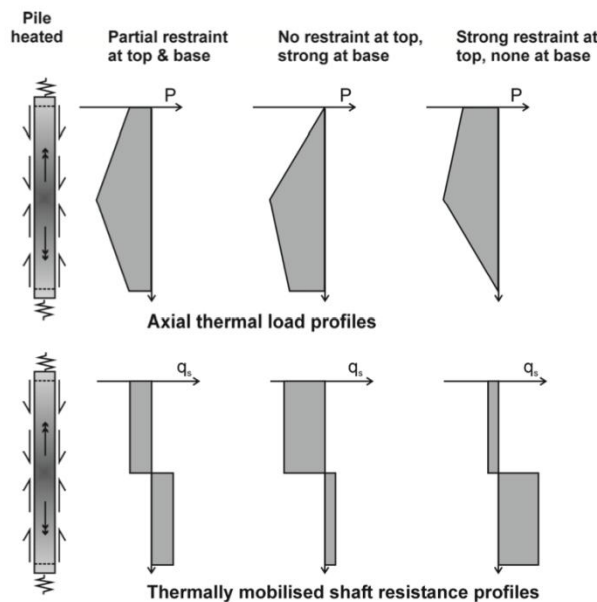 Pile
heated
Partial restraint
at top & base
No restraint at top,
strong at base
Strong restraint at
top, none at base
P
P
P
Axial thermal load profiles
qs
qs
qs
Thermally mobilised shaft resistance profiles